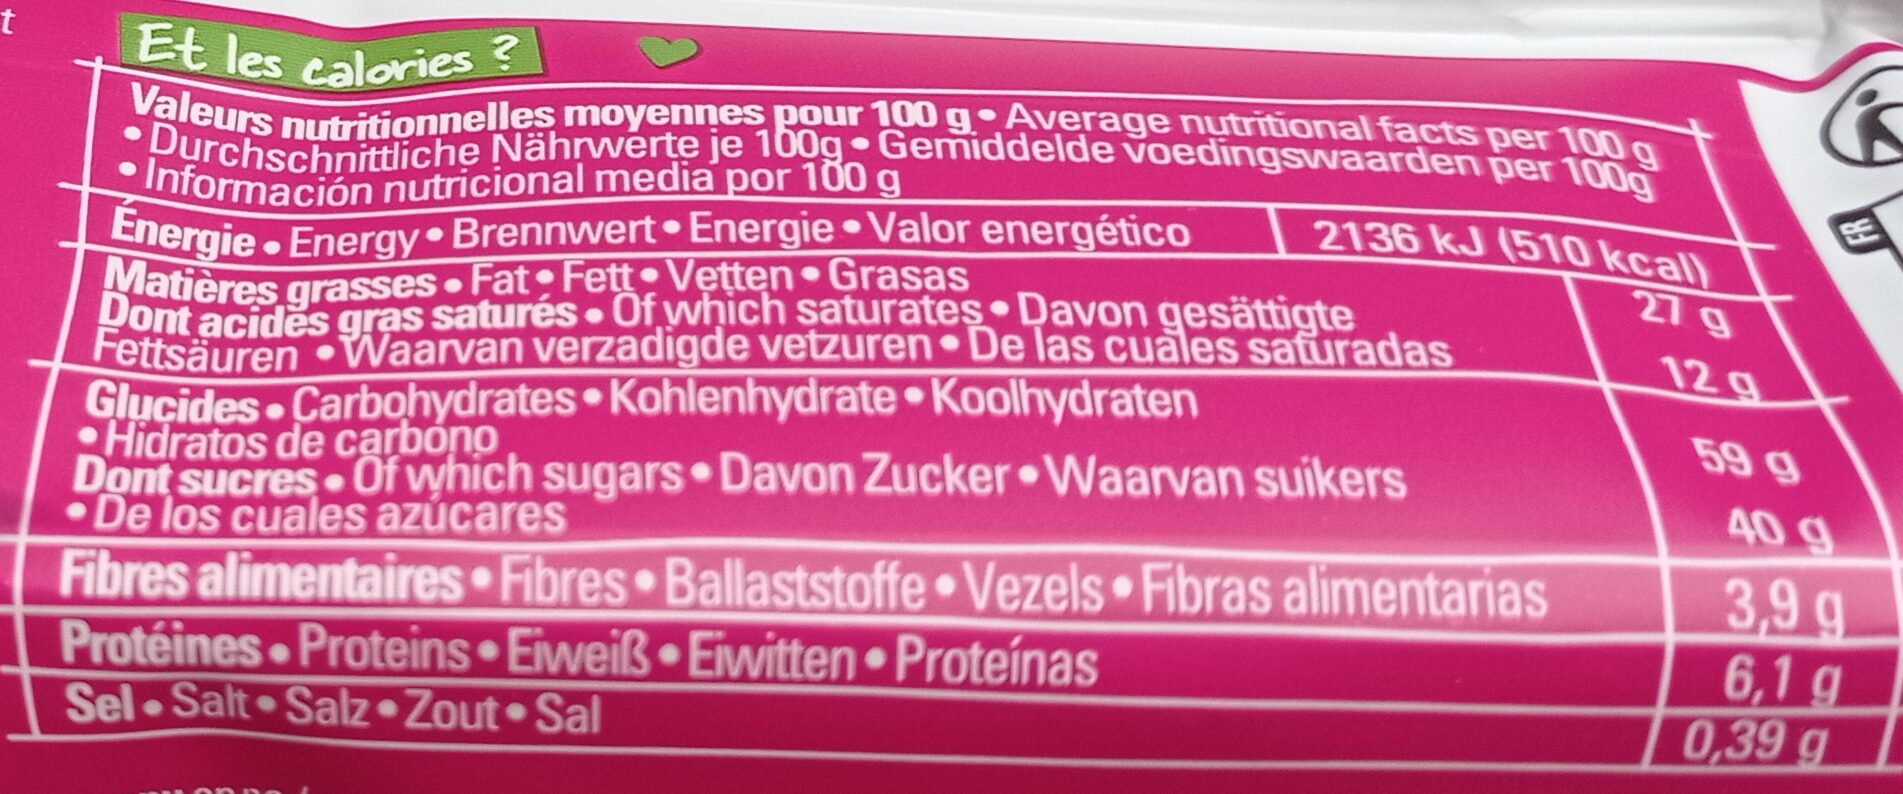 t
Et les calories ?
Valeurs nutritionnelles moyennes pour 100 g • Average nutritional facts per 100 g
• Durchschnittliche Nährwerte je 100g • Gemiddelde voedingswaarden per 100g
• Información nutricional media por 100 g
Énergie • Energy • Brennwert • Energie • Valor energético 2136 kJ (510 kcal)
Matières grasses • Fat • Fett • Vetten • Grasas 27 g
Dont acides gras saturés • Of which saturates • Davon gesättigte
Fettsäuren • Waarvan verzadigde vetzuren • De las cuales saturadas 12 g
Glucides • Carbohydrates • Kohlenhydrate • Koolhydraten
• Hidratos de carbono 59 g
Dont sucres • Of which sugars • Davon Zucker • Waarvan suikers
• De los cuales azúcares 40 g
Fibres alimentaires • Fibres • Ballaststoffe • Vezels • Fibras alimentarias 3,9 g
Protéines • Proteins • Eiweiß • Eiwitten • Proteínas 6,1 g
Sel • Salt • Salz • Zout • Sal 0,39 g
FR